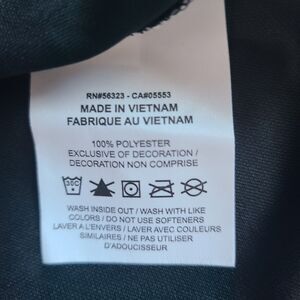 RN#56323 - CA#05553
MADE IN VIETNAM
FABRIQUE AU VIETNAM
100% POLYESTER
EXCLUSIVE OF DECORATION /
DECORATION NON COMPRISE
30C
WASH INSIDE OUT / WASH WITH LIKE
COLORS / DO NOT USE SOFTENERS
LAVER A L'ENVERS / LAVER AVEC COULEURS
SIMILAIRES / NE PAS UTILISER
D'ADOUCISSEUR